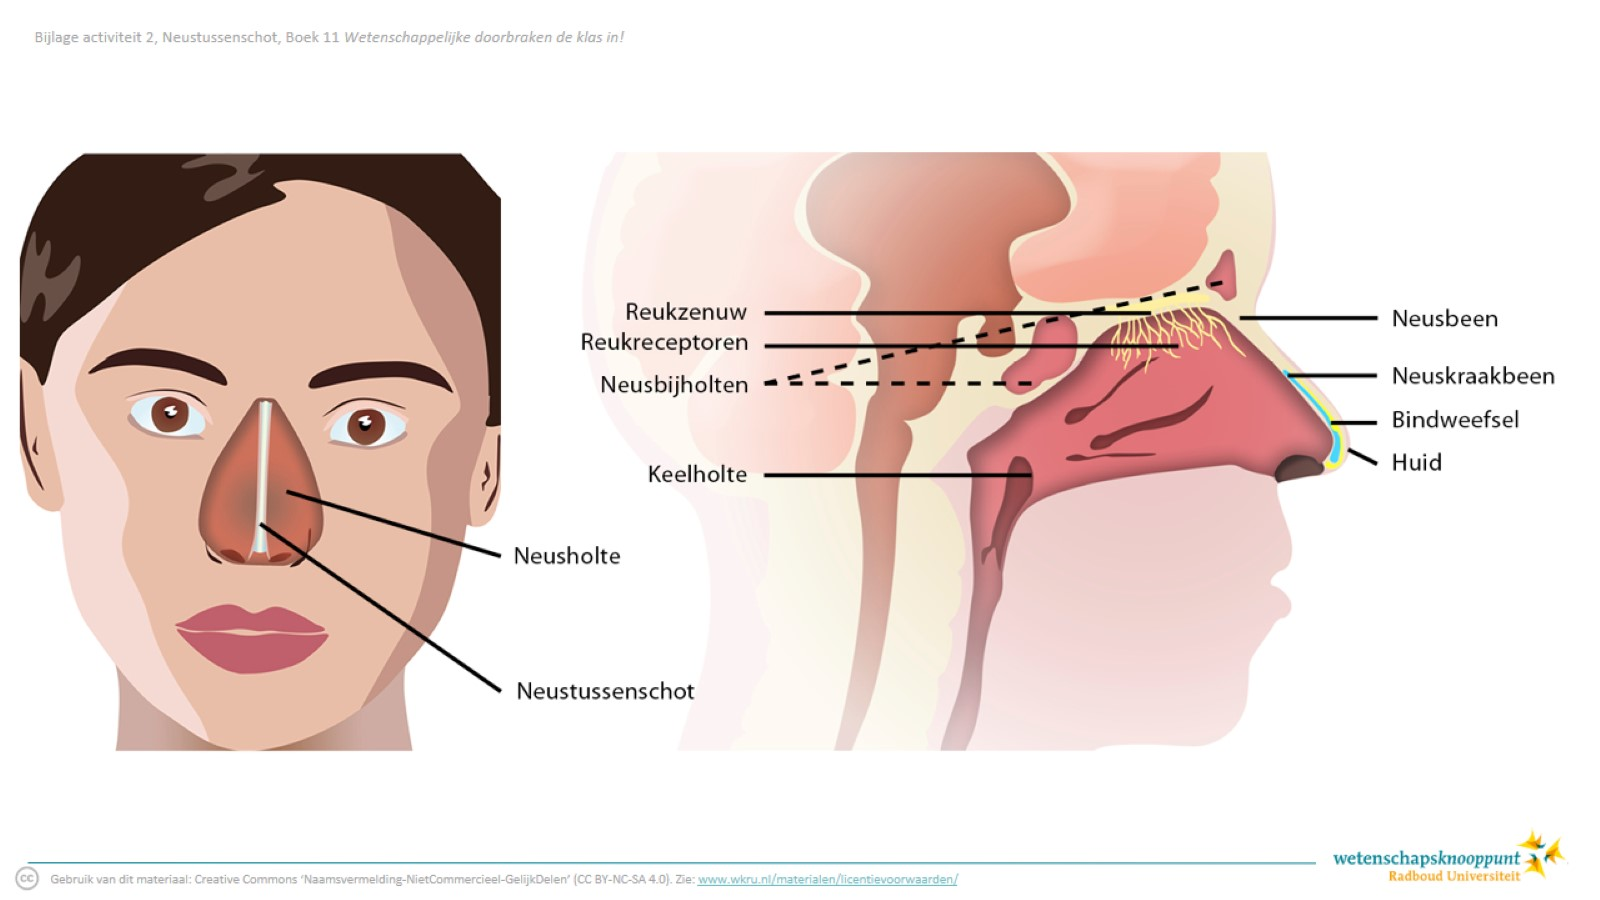 Bijlage activiteit 2, Neustussenschot, Boek 11 Wetenschappelijke doorbraken de klas in!
Neusholte
Neustussenschot
Reukzenuw
Reukreceptoren
Neusbijholten
Keelholte
Neusbeen
Neuskraakbeen
Bindweefsel
Huid
wetenschapsknooppunt
Radboud Universiteit
cc Gebruik van dit materiaal: Creative Commons ‘Naamsvermelding-NietCommercieel-GelijkDelen’ (CC BY-NC-SA 4.0). Zie: www.wkru.nl/materialen/licentievoorwaarden/